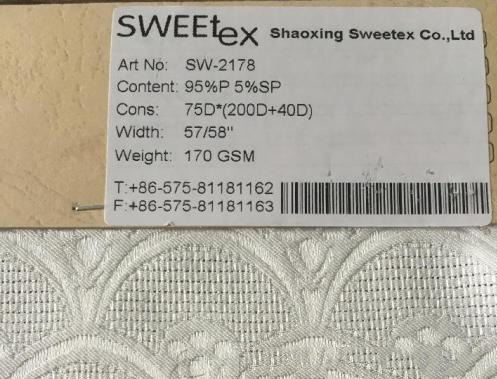 SWEEtex Shaoxing Sweetex Co.,Ltd
Art No: SW-2178
Content: 95%P 5%SP
Cons: 75D*(200D+40D)
Width: 57/58"
Weight: 170 GSM
T:+86-575-81181162
F:+86-575-81181163